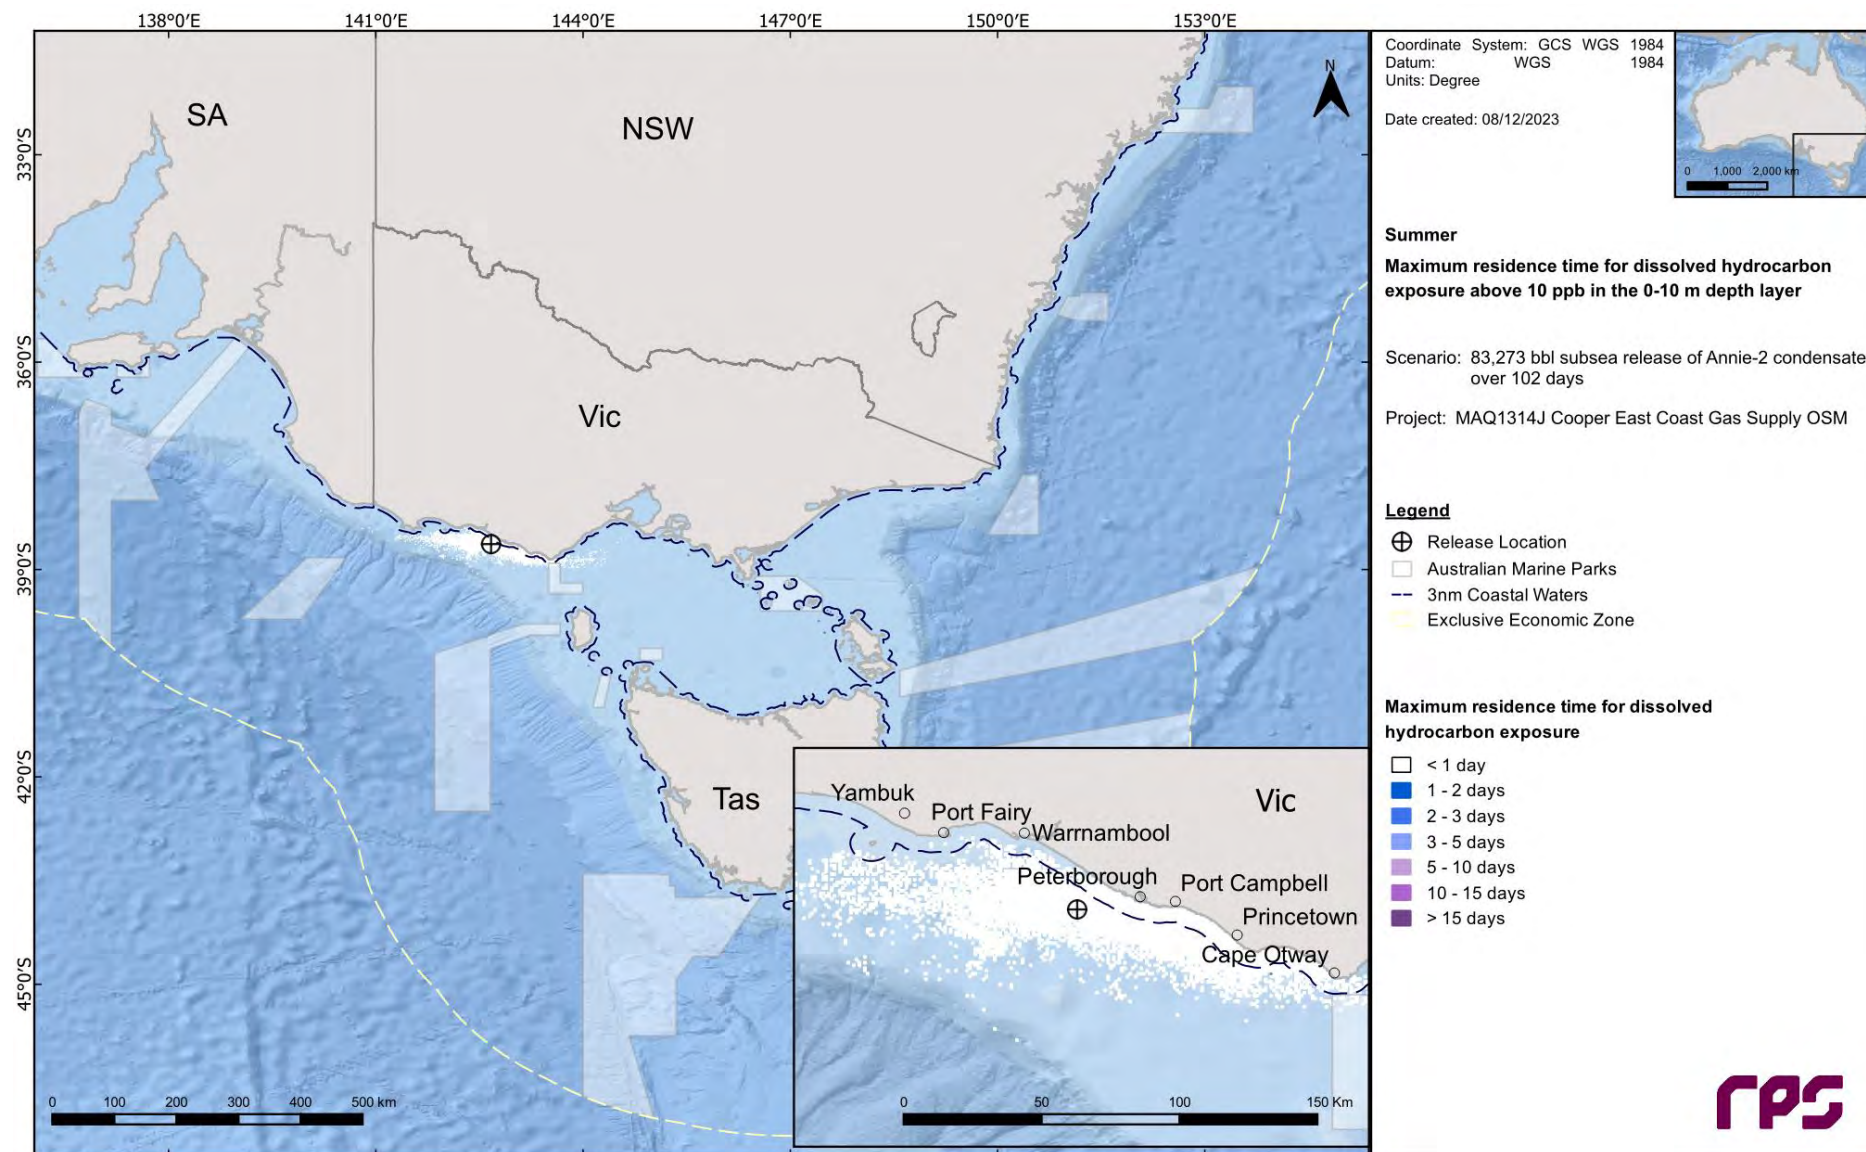 138°0′E 141°0′E 144°0′E 147°0′E 150°0′E 153°0′E
33°0′S
36°0′S
39°0′S
42°0′S
45°0′S
SA
NSW
Vic
Tas
N
0 100 200 300 400 500 km
Yambuk
Port Fairy
Warrnambool
Peterborough
Port Campbell
Princetown
Cape Otway
Vic
0 50 100 150 Km
Coordinate System: GCS WGS 1984
Datum: WGS 1984
Units: Degree
Date created: 08/12/2023
0 1,000 2,000 km
Summer
Maximum residence time for dissolved hydrocarbon
exposure above 10 ppb in the 0-10 m depth layer
Scenario: 83,273 bbl subsea release of Annie-2 condensate
over 102 days
Project: MAQ1314J Cooper East Coast Gas Supply OSM
Legend
Release Location
Australian Marine Parks
3nm Coastal Waters
Exclusive Economic Zone
Maximum residence time for dissolved
hydrocarbon exposure
< 1 day
1 - 2 days
2 - 3 days
3 - 5 days
5 - 10 days
10 - 15 days
> 15 days
rps